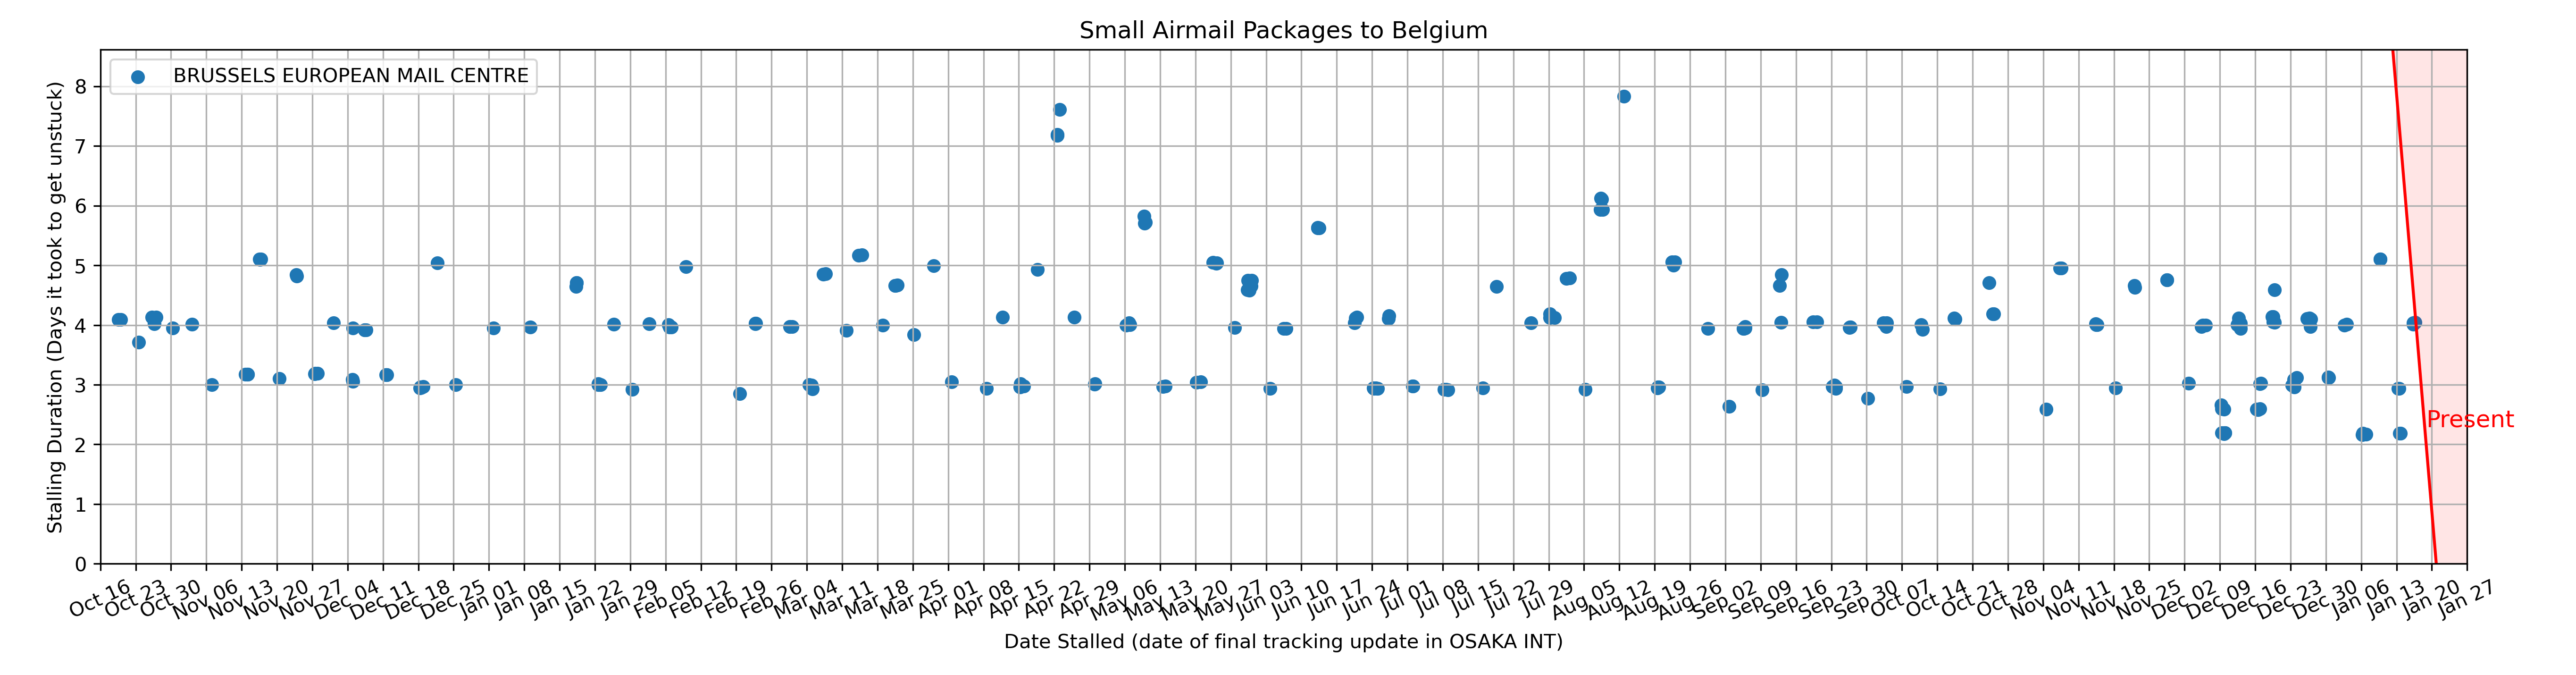 Small Airmail Packages to Belgium
BRUSSELS EUROPEAN MAIL CENTRE
Stalling Duration (Days it took to get unstuck)
8
7
6
5
4
3
2
1
0
Present
Oct 16
Oct 23
Oct 30
Nov 06
Nov 13
Nov 20
Nov 27
Dec 04
Dec 11
Dec 18
Dec 25
Jan 01
Jan 08
Jan 15
Jan 22
Jan 29
Feb 05
Feb 12
Feb 19
Feb 26
Mar 04
Mar 11
Mar 18
Mar 25
Apr 01
Apr 08
Apr 15
Apr 22
Apr 29
May 06
May 13
May 20
May 27
Jun 03
Jun 10
Jun 17
Jun 24
Jul 01
Jul 08
Jul 15
Jul 22
Jul 29
Aug 05
Aug 12
Aug 19
Aug 26
Sep 02
Sep 09
Sep 16
Sep 23
Sep 30
Oct 07
Oct 14
Oct 21
Oct 28
Nov 04
Nov 11
Nov 18
Nov 25
Dec 02
Dec 09
Dec 16
Dec 23
Dec 30
Jan 06
Jan 13
Jan 20
Jan 27
Date Stalled (date of final tracking update in OSAKA INT)